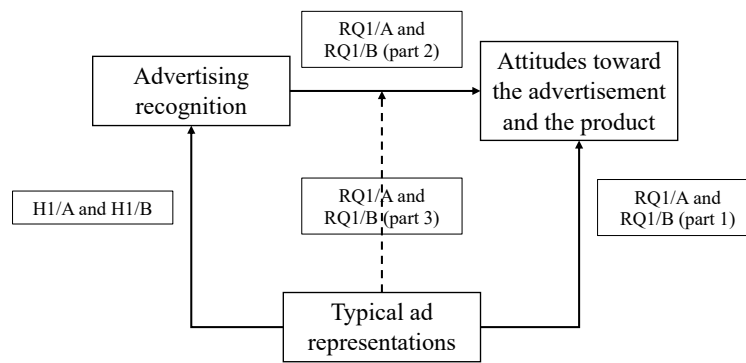 RQ1/A and
RQ1/B (part 2)
Advertising
recognition
Attitudes toward
the advertisement
and the product
H1/A and H1/B
RQ1/A and
RQ1/B (part 3)
RQ1/A and
RQ1/B (part 1)
Typical ad
representations